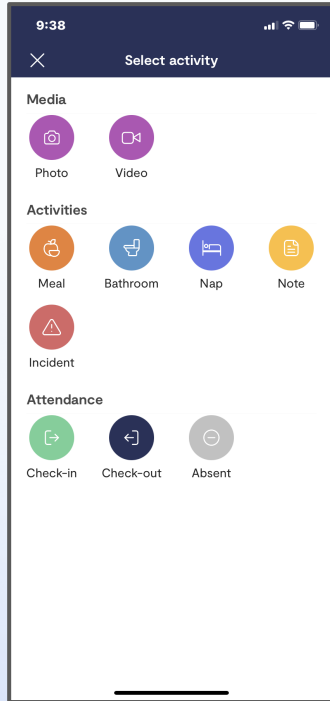 9:38
Select activity
Media
Photo Video
Activities
Meal Bathroom Nap Note
Incident
Attendance
Check-in Check-out Absent